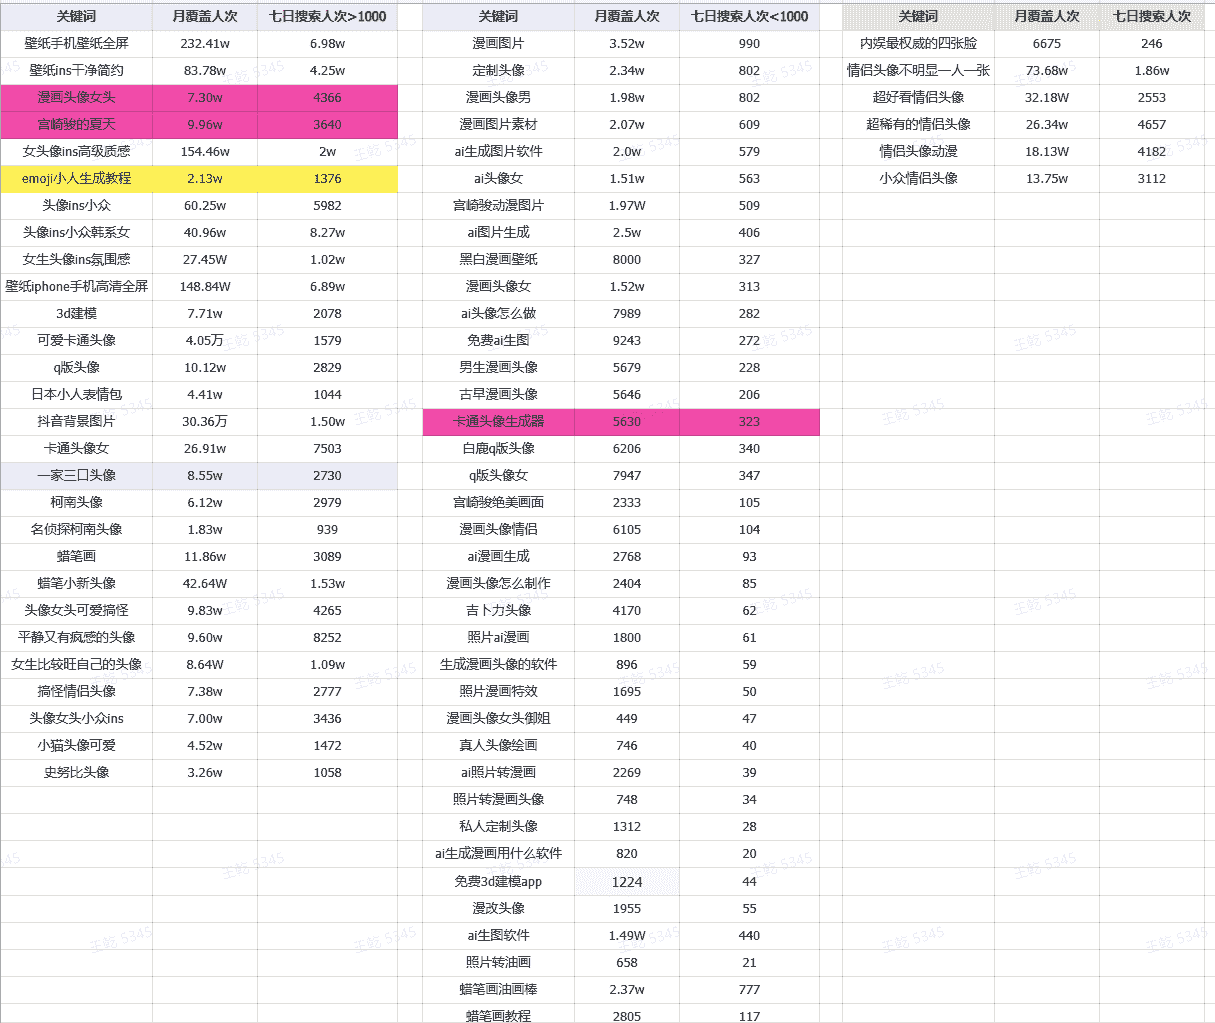 关键词 月覆盖人次 七日搜索人次>1000 关键词 月覆盖人次 七日搜索人次<1000 关键词 月覆盖人次 七日搜索人次
壁纸手机壁纸全屏 232.41w 6.98w 漫画图片 3.52w 990 内娱最权威的四张脸 6675 246
壁纸ins干净简约 83.78w 4.25w 定制头像 2.34w 802 情侣头像不明显一人一张 73.68w 1.86w
漫画头像女头 7.30w 4366 漫画头像男 1.98w 802 超好看情侣头像 32.18W 2553
宫崎骏的夏天 9.96w 3640 漫画图片素材 2.07w 609 超稀有的情侣头像 26.34w 4657
女头像ins高级质感 154.46w 2w ai生成图片软件 2.0w 579 情侣头像动漫 18.13W 4182
emoji小人生成教程 2.13w 1376 ai头像女 1.51w 563 小众情侣头像 13.75w 3112
头像ins小众 60.25w 5982 宫崎骏动漫图片 1.97W 509
头像ins小众韩系女 40.96w 8.27w ai图片生成 2.5w 406
女生头像ins氛围感 27.45W 1.02w 黑白漫画壁纸 8000 327
壁纸iphone手机高清全屏 148.84W 6.89w 漫画头像女 1.52w 313
3d建模 7.71w 2078 ai头像怎么做 7989 282
可爱卡通头像 4.05万 1579 免费ai生图 9243 272
q版头像 10.12w 2829 男生漫画头像 5679 228
日本小人表情包 4.41w 1044 古早漫画头像 5646 206
抖音背景图片 30.36万 1.50w 卡通头像生成器 5630 323
卡通头像女 26.91w 7503 白鹿q版头像 6206 340
一家三口头像 8.55w 2730 q版头像女 7947 347
柯南头像 6.12w 2979 宫崎骏绝美画面 2333 105
名侦探柯南头像 1.83w 939 漫画头像情侣 6105 104
蜡笔画 11.86w 3089 ai漫画生成 2768 93
蜡笔小新头像 42.64W 1.53w 漫画头像怎么制作 2404 85
头像女头可爱搞怪 9.83w 4265 吉卜力头像 4170 62
平静又有疯感的头像 9.60w 8252 照片ai漫画 1800 61
女生比较旺自己的头像 8.64W 1.09w 生成漫画头像的软件 896 59
搞怪情侣头像 7.38w 2777 照片漫画特效 1695 50
头像女头小众ins 7.00w 3436 漫画头像女头御姐 449 47
小猫头像可爱 4.52w 1472 真人头像绘画 746 40
史努比头像 3.26w 1058 ai照片转漫画 2269 39
照片转漫画头像 748 34
私人定制头像 1312 28
ai生成漫画用什么软件 820 20
免费3d建模app 1224 44
漫改头像 1955 55
ai生图软件 1.49W 440
照片转油画 658 21
蜡笔画油画棒 2.37w 777
蜡笔画教程 2805 117
王乾 5345